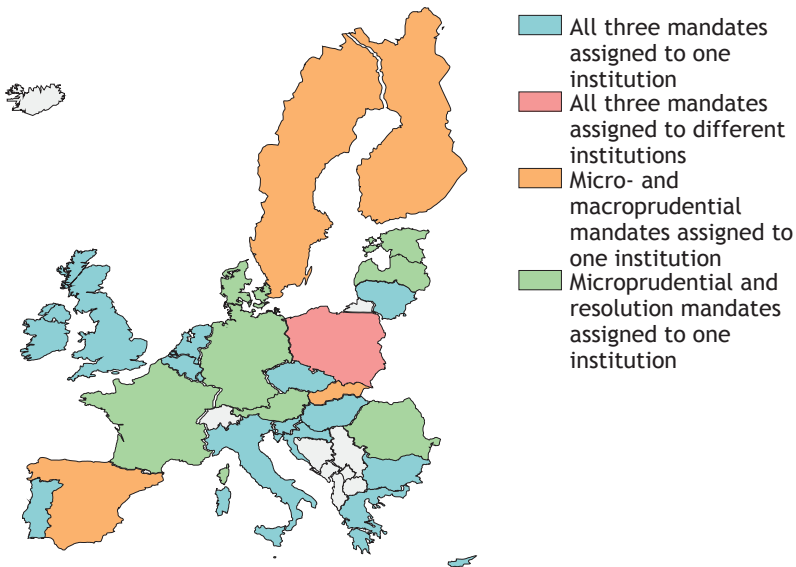 All three mandates
assigned to one
institution
All three mandates
assigned to different
institutions
Micro- and
macroprudential
mandates assigned to
one institution
Microprudential and
resolution mandates
assigned to one
institution